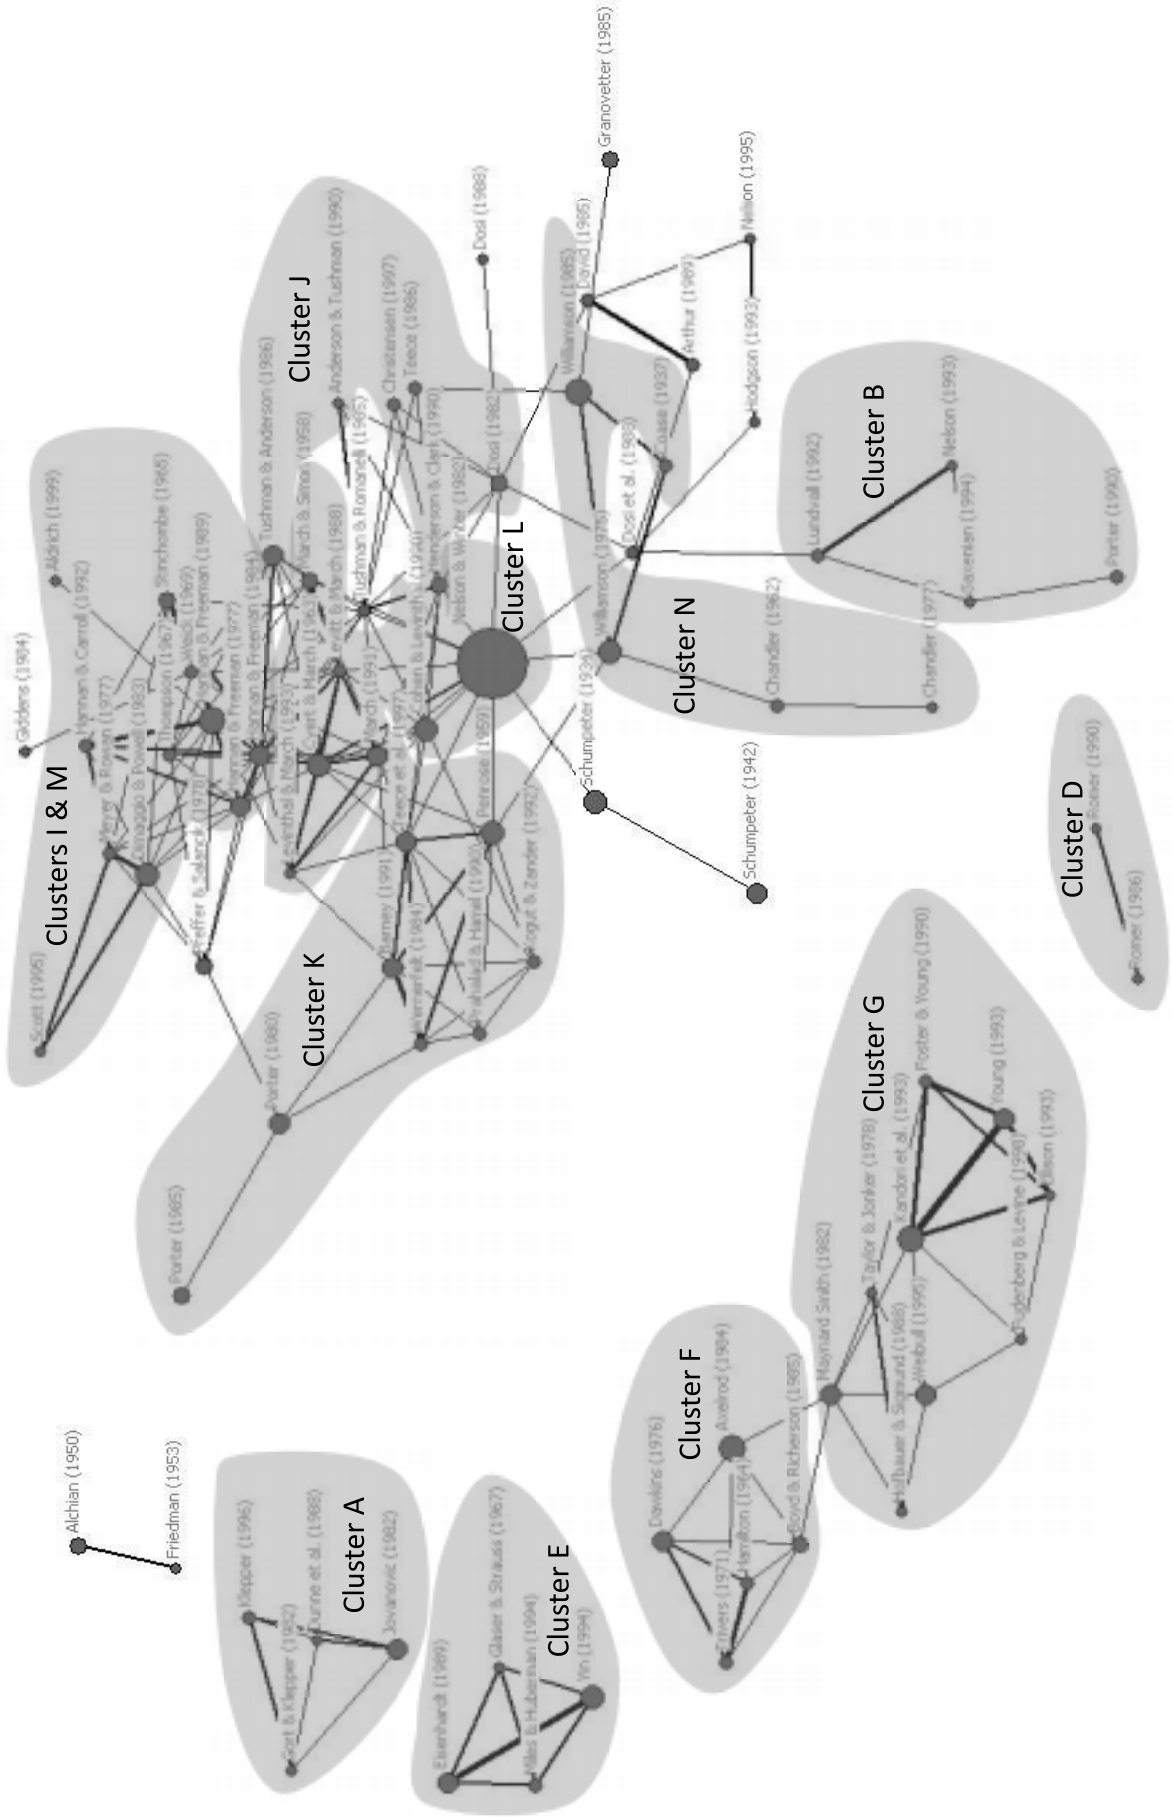 Granovetter (1985)
Nelson (1995)
Dosi (1988)
David (1985)
Williamson (1985)
Arthur (1989)
Hodgson (1993)
Coase (1937)
Dosi et al. (1988)
Williamson (1975)
Cluster J
Anderson & Tushman (1990)
Christensen (1997)
Teece (1986)
Tushman & Anderson (1986)
March & Simon (1958)
Tushman & Romanelli (1985)
Henderson & Clark (1990)
Dosi (1982)
Nelson & Winter (1982)
Cluster L
Levitt & March (1988)
Cohen & Levinthal (1990)
Cyert & March (1963)
March (1991)
Levinthal & March (1993)
Teece et al. (1997)
Penrose (1959)
Kogut & Zander (1992)
Aldrich (1999)
Stinchombe (1965)
Hannan & Carroll (1992)
Weick (1969)
Hannan & Freeman (1989)
Thompson (1967)
Hannan & Freeman (1977)
Hannan & Freeman (1984)
Giddens (1984)
Meyer & Rowan (1977)
Dimaggio & Powell (1983)
Pfeffer & Salanck (1978)
Clusters I & M
Scott (1995)
Cluster K
Barney (1991)
Wernerfelt (1984)
Prahalad & Hamel (1990)
Porter (1980)
Porter (1985)
Schumpeter (1939)
Schumpeter (1942)
Cluster N
Chandler (1962)
Chandler (1977)
Cluster B
Lundvall (1992)
Nelson (1993)
Saxenian (1994)
Porter (1990)
Cluster D
Romer (1990)
Romer (1986)
Cluster G
Foster & Young (1990)
Young (1993)
Kandori et al. (1993)
Ellison (1993)
Taylor & Jonker (1978)
Fudenberg & Levine (1998)
Maynard Smith (1982)
Weibull (1995)
Hofbauer & Sigmund (1988)
Cluster F
Axelrod (1984)
Dawkins (1976)
Boyd & Richerson (1985)
Hamilton (1964)
Trivers (1971)
Alchian (1950)
Friedman (1953)
Cluster A
Klepper (1996)
Dunne et al. (1988)
Jovanovic (1982)
Gort & Klepper (1982)
Cluster E
Glaser & Strauss (1967)
Eisenhardt (1989)
Miles & Huberman (1994)
Yin (1994)